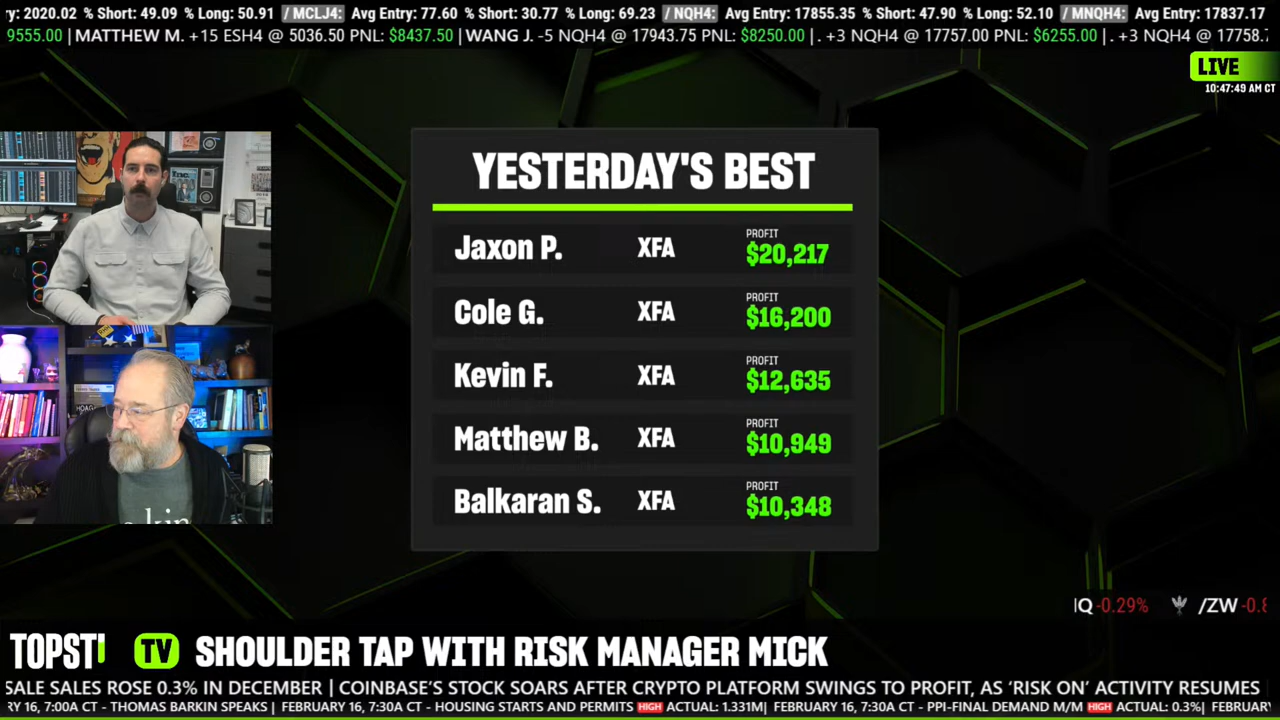 y: 2020.02 % Short: 49.09 % Long: 50.91 / MCLJ4: Avg Entry: 77.60 % Short: 30.77 % Long: 69.23 / NQH4: Avg Entry: 17855.35 % Short: 47.90 % Long: 52.10 / MNQH4: Avg Entry: 17837.17
9555.00 | MATTHEW M. +15 ESH4 @ 5036.50 PNL: $8437.50 | WANG J. -5 NQH4 @ 17943.75 PNL: $8250.00 | . +3 NQH4 @ 17757.00 PNL: $6255.00 | . +3 NQH4 @ 17758.7
LIVE
10:47:49 AM CT
YESTERDAY'S BEST
Jaxon P. XFA PROFIT $20,217
Cole G. XFA PROFIT $16,200
Kevin F. XFA PROFIT $12,635
Matthew B. XFA PROFIT $10,949
Balkaran S. XFA PROFIT $10,348
Inc.
HOAG
IQ -0.29% /ZW -0.8
TOPST TV SHOULDER TAP WITH RISK MANAGER MICK
SALE SALES ROSE 0.3% IN DECEMBER | COINBASE'S STOCK SOARS AFTER CRYPTO PLATFORM SWINGS TO PROFIT, AS 'RISK ON' ACTIVITY RESUMES
RY 16, 7:00A CT - THOMAS BARKIN SPEAKS | FEBRUARY 16, 7:30A CT - HOUSING STARTS AND PERMITS HIGH ACTUAL: 1.331M| FEBRUARY 16, 7:30A CT - PPI-FINAL DEMAND M/M HIGH ACTUAL: 0.3%| FEBRUARY